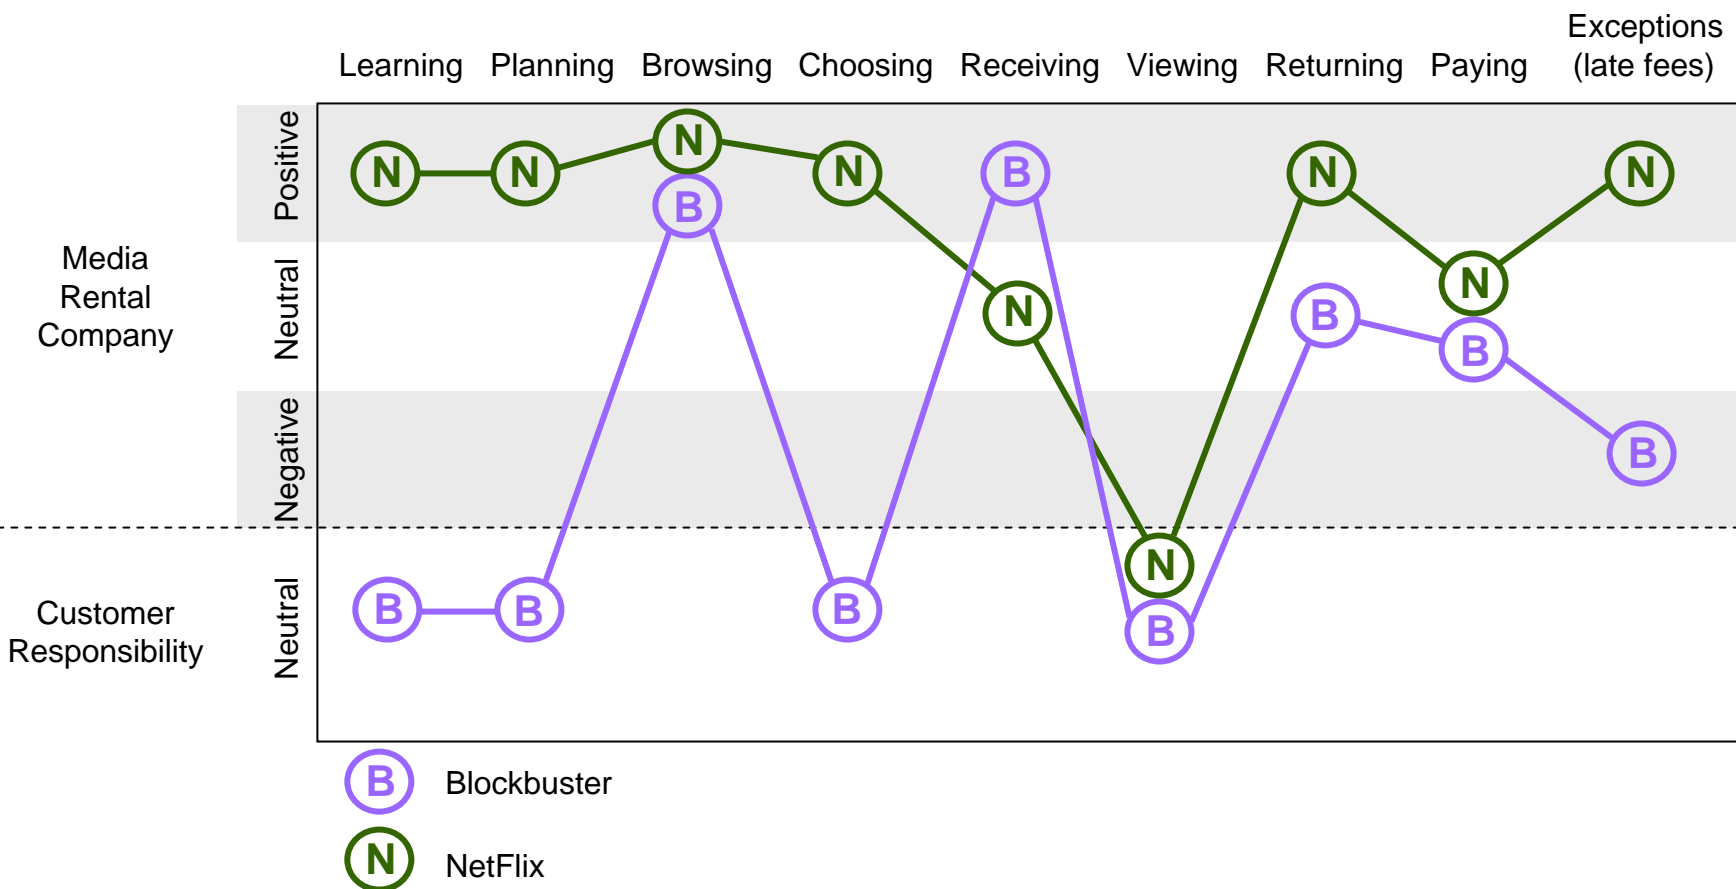 Exceptions
Learning Planning Browsing Choosing Receiving Viewing Returning Paying (late fees)
Positive
N N N N B N N
B
Media
Rental
Company
Neutral
N B N
B
Negative
B
Customer
Responsibility
Neutral
N
B B B B
B Blockbuster
N NetFlix